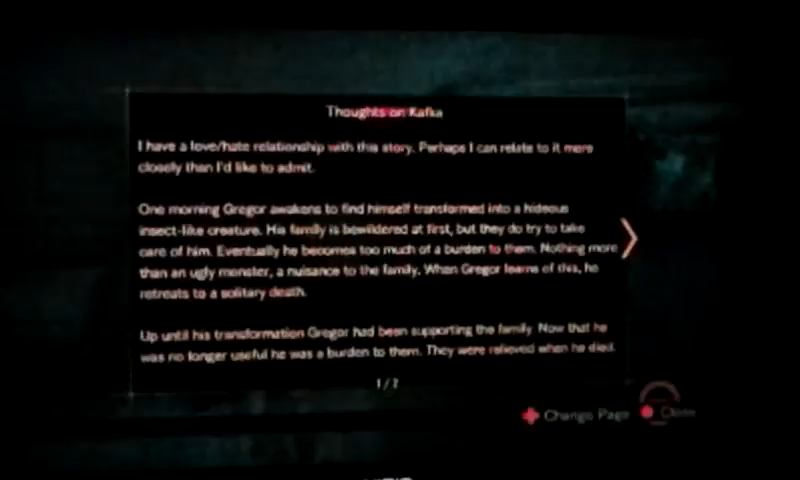 Thoughts on Kafka
I have a love/hate relationship with this story. Perhaps I can relate to it more
closely than I'd like to admit.
One morning Gregor awakens to find himself transformed into a hideous
insect-like creature. His family is bewildered at first, but they do try to take
care of him. Eventually he becomes too much of a burden to them. Nothing more
than an ugly monster, a nuisance to the family. When Gregor learns of this, he
retreats to a solitary death.
Up until his transformation Gregor had been supporting the family. Now that he
was no longer useful he was a burden to them. They were relieved when he died.
1/2
Change Page
Close